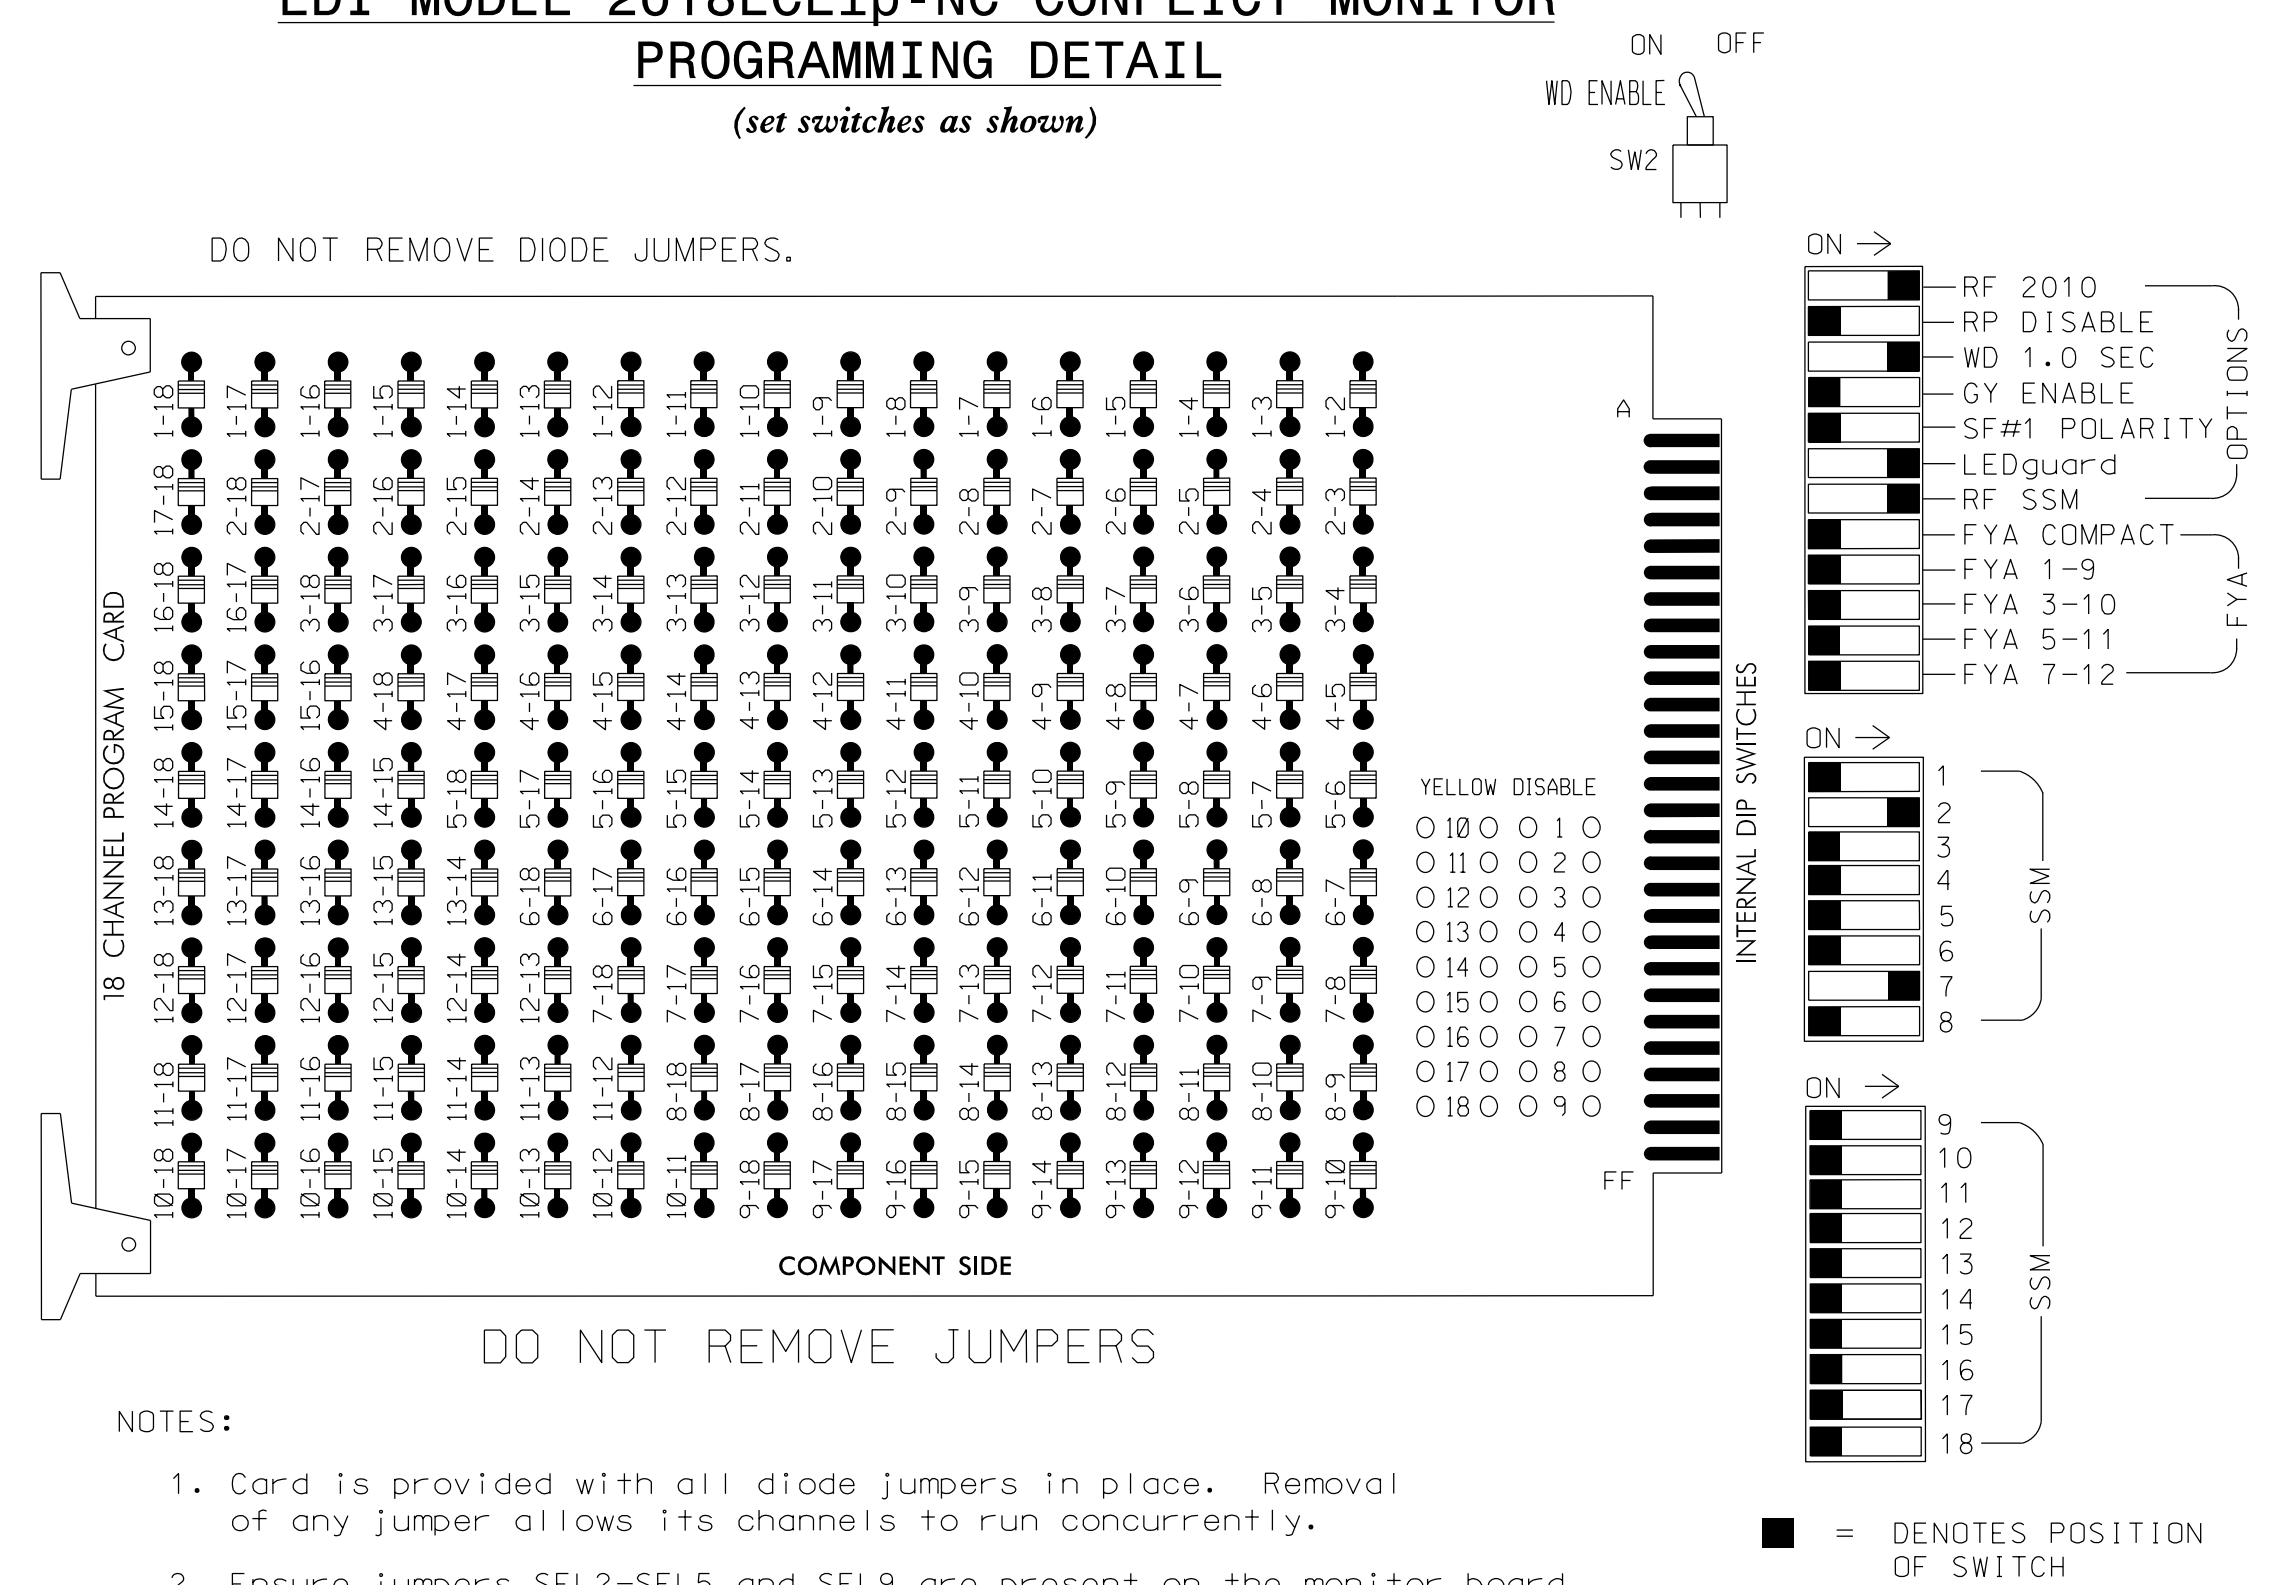 EDI MODEL 2018ECLip-NC CONFLICT MONITOR
PROGRAMMING DETAIL
(set switches as shown)
ON OFF
WD ENABLE
SW2
DO NOT REMOVE DIODE JUMPERS.
18 CHANNEL PROGRAM CARD
1-18 1-17 1-16 1-15 1-14 1-13 1-12 1-11 1-10 1-9 1-8 1-7 1-6 1-5 1-4 1-3 1-2
17-18 2-18 2-17 2-16 2-15 2-14 2-13 2-12 2-11 2-10 2-9 2-8 2-7 2-6 2-5 2-4 2-3
16-18 16-17 3-18 3-17 3-16 3-15 3-14 3-13 3-12 3-11 3-10 3-9 3-8 3-7 3-6 3-5 3-4
15-18 15-17 15-16 4-18 4-17 4-16 4-15 4-14 4-13 4-12 4-11 4-10 4-9 4-8 4-7 4-6 4-5
14-18 14-17 14-16 14-15 5-18 5-17 5-16 5-15 5-14 5-13 5-12 5-11 5-10 5-9 5-8 5-7 5-6
13-18 13-17 13-16 13-15 13-14 6-18 6-17 6-16 6-15 6-14 6-13 6-12 6-11 6-10 6-9 6-8 6-7
12-18 12-17 12-16 12-15 12-14 12-13 7-18 7-17 7-16 7-15 7-14 7-13 7-12 7-11 7-10 7-9 7-8
11-18 11-17 11-16 11-15 11-14 11-13 11-12 8-18 8-17 8-16 8-15 8-14 8-13 8-12 8-11 8-10 8-9
10-18 10-17 10-16 10-15 10-14 10-13 10-12 10-11 9-18 9-17 9-16 9-15 9-14 9-13 9-12 9-11 9-10
COMPONENT SIDE
YELLOW DISABLE
10 1
11 2
12 3
13 4
14 5
15 6
16 7
17 8
18 9
A
FF
INTERNAL DIP SWITCHES
ON
RF 2010
RP DISABLE
WD 1.0 SEC
GY ENABLE
SF#1 POLARITY
LEDguard
RF SSM
OPTIONS
FYA COMPACT
FYA 1-9
FYA 3-10
FYA 5-11
FYA 7-12
FYA
ON
1
2
3
4
5
6
7
8
SSM
ON
9
10
11
12
13
14
15
16
17
18
SSM
DO NOT REMOVE JUMPERS
NOTES:
1. Card is provided with all diode jumpers in place. Removal
of any jumper allows its channels to run concurrently.
2. Ensure jumpers SEL2-SEL5 and SEL9 are present on the monitor board
= DENOTES POSITION
OF SWITCH